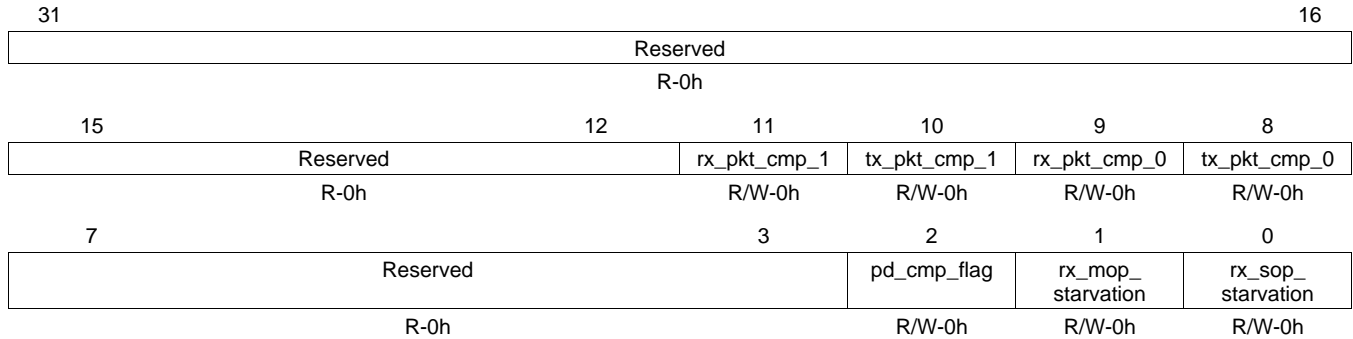 31 16
Reserved
R-0h
15 12 11 10 9 8
Reserved rx_pkt_cmp_1 tx_pkt_cmp_1 rx_pkt_cmp_0 tx_pkt_cmp_0
R-0h R/W-0h R/W-0h R/W-0h R/W-0h
7 3 2 1 0
Reserved pd_cmp_flag rx_mop_ rx_sop_
starvation starvation
R-0h R/W-0h R/W-0h R/W-0h